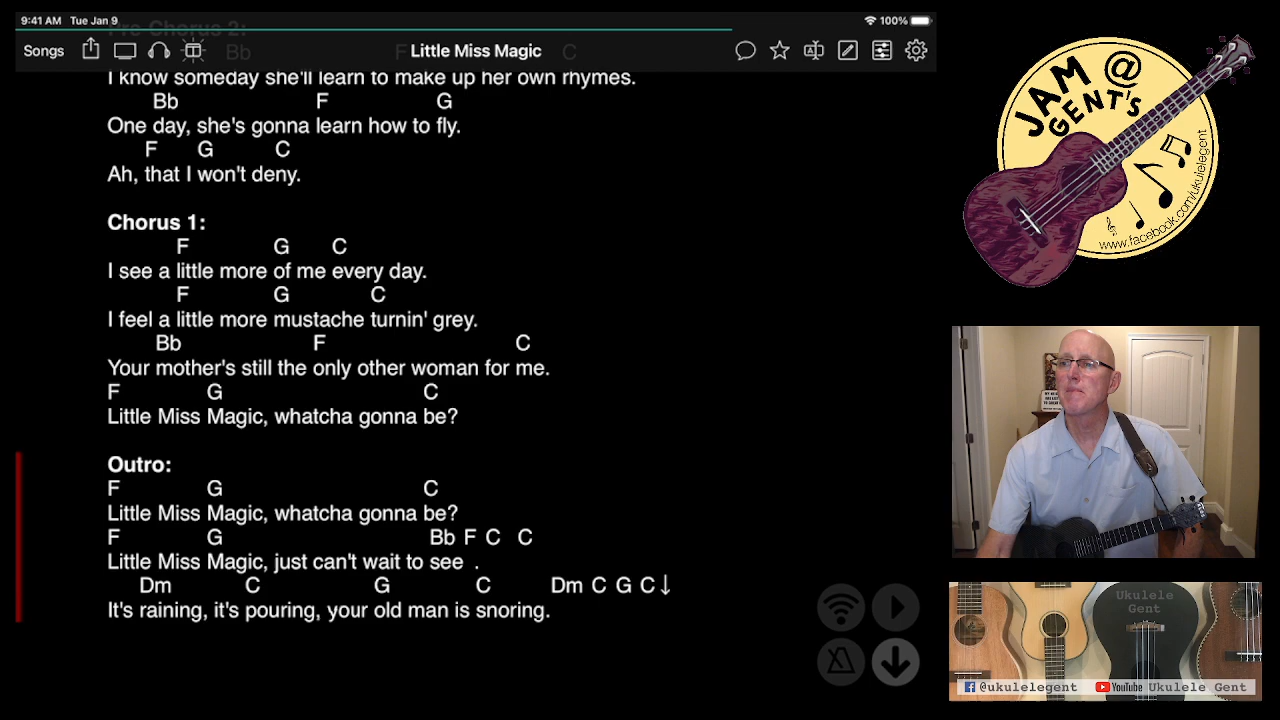 9:41 AM Tue Jan 9
100%
Pre Chorus 2:
Songs
Little Miss Magic
Bb F C
I know someday she'll learn to make up her own rhymes.
Bb F G
One day, she's gonna learn how to fly.
F G C
Ah, that I won't deny.
Chorus 1:
F G C
I see a little more of me every day.
F G C
I feel a little more mustache turnin' grey.
Bb F C
Your mother's still the only other woman for me.
F G C
Little Miss Magic, whatcha gonna be?
Outro:
F G C
Little Miss Magic, whatcha gonna be?
F G Bb F C C
Little Miss Magic, just can't wait to see .
Dm C G C Dm C G C↓
It's raining, it's pouring, your old man is snoring.
JAM @
GENT'S
www.facebook.com/ukulelegent
Ukulele
Gent
@ukulelegent YouTube Ukulele Gent